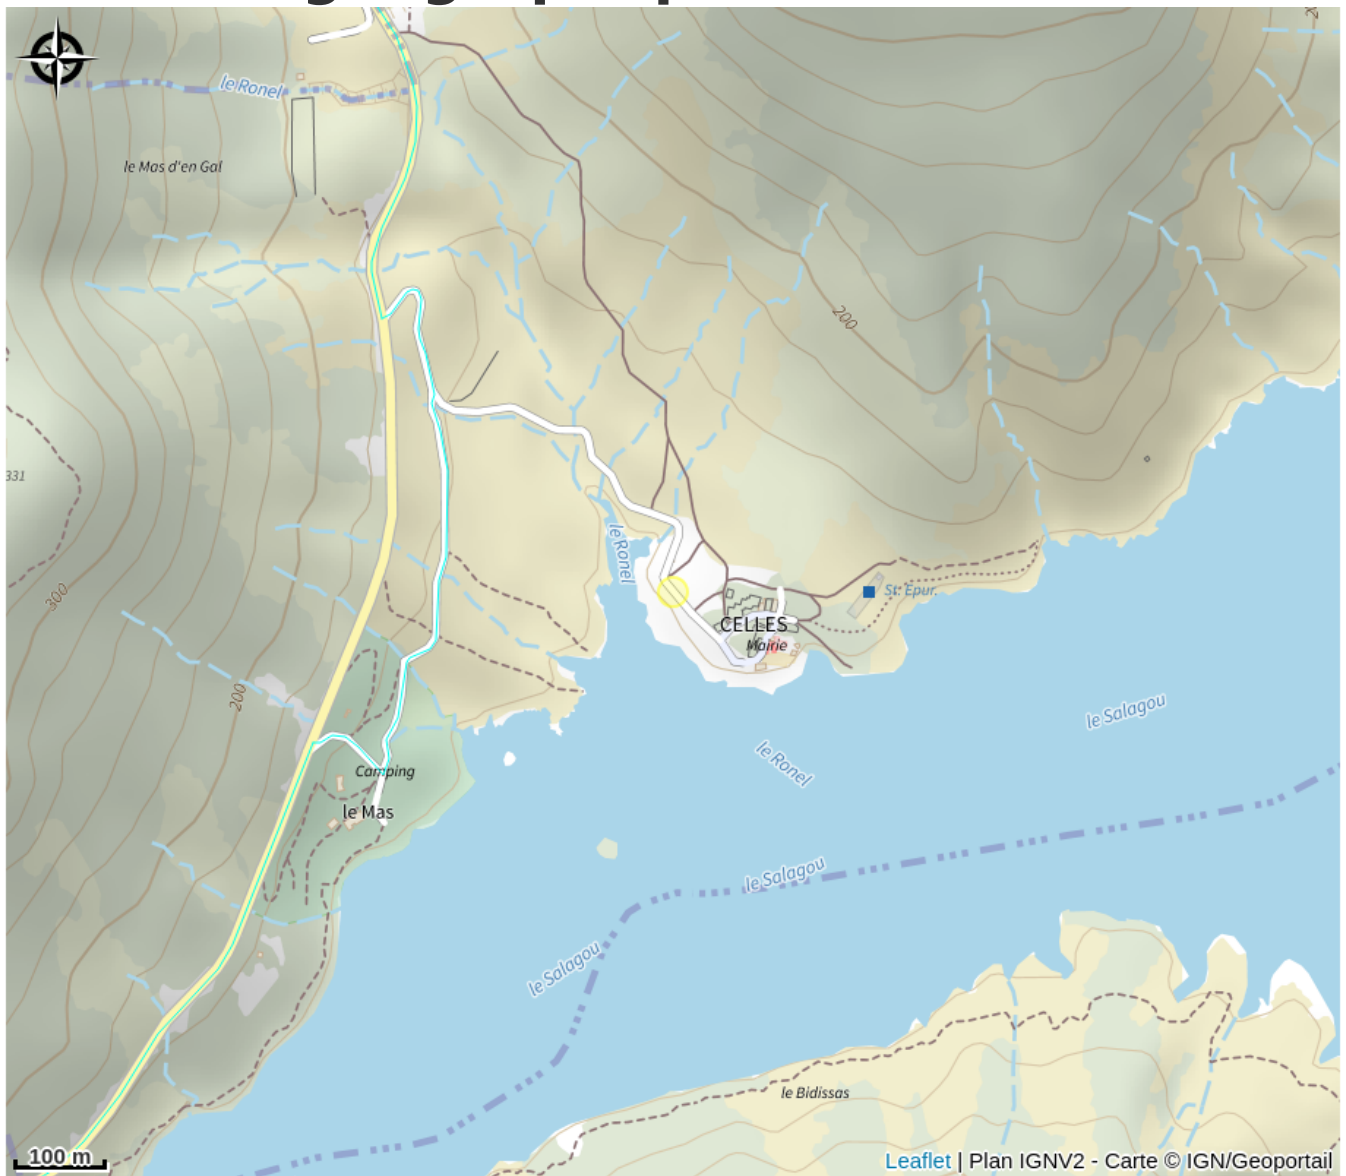 le Ronel
le Mas d'en Gal
200
331
300
le Ronel
St. Epur.
CELLES
Mairie
200
le Salagou
le Ronel
Camping
le Mas
le Salagou
le Salagou
le Bidissas
100 m
Leaflet | Plan IGNV2 - Carte © IGN/Geoportail